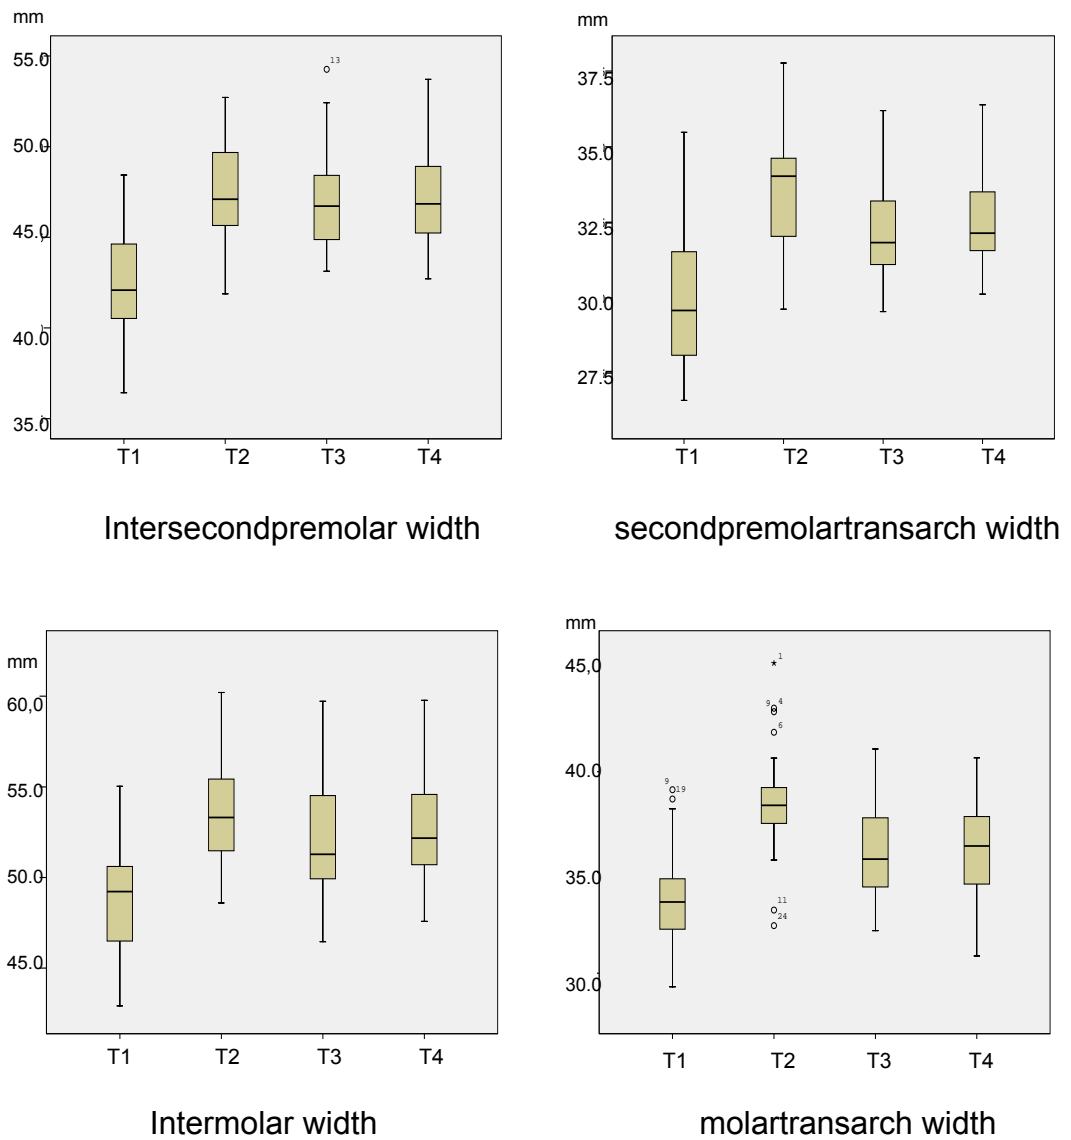 mm
55.0
50.0
45.0
40.0
35.0
13
T1 T2 T3 T4
Intersecondpremolar width
mm
37.5
35.0
32.5
30.0
27.5
T1 T2 T3 T4
secondpremolartransarch width
mm
60,0
55.0
50.0
45.0
T1 T2 T3 T4
Intermolar width
mm
45,0
40.0
35.0
30.0
9
19
1
9 4
6
11
24
T1 T2 T3 T4
molartransarch width